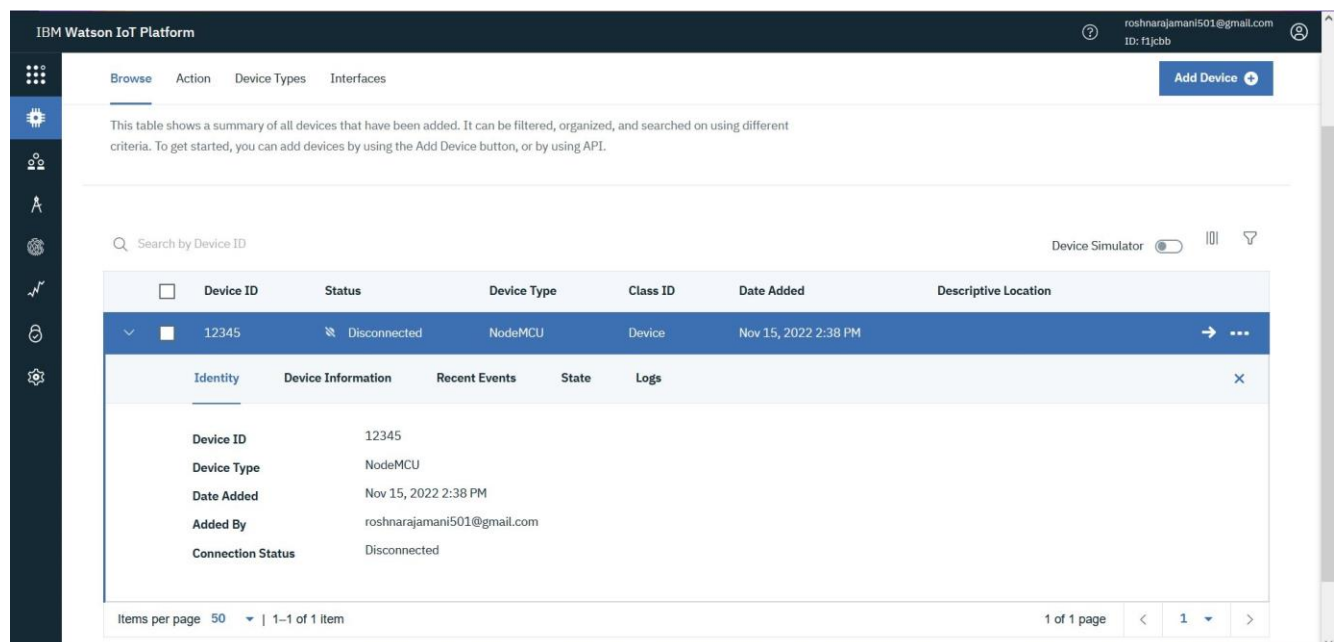 IBM Watson IoT Platform
roshnarajamani501@gmail.com
ID: f1jcbb
Browse Action Device Types Interfaces
Add Device
This table shows a summary of all devices that have been added. It can be filtered, organized, and searched on using different
criteria. To get started, you can add devices by using the Add Device button, or by using API.
Search by Device ID
Device Simulator
Device ID Status Device Type Class ID Date Added Descriptive Location
12345 Disconnected NodeMCU Device Nov 15, 2022 2:38 PM
Identity Device Information Recent Events State Logs
Device ID 12345
Device Type NodeMCU
Date Added Nov 15, 2022 2:38 PM
Added By roshnarajamani501@gmail.com
Connection Status Disconnected
Items per page 50 | 1–1 of 1 item
1 of 1 page < 1 >